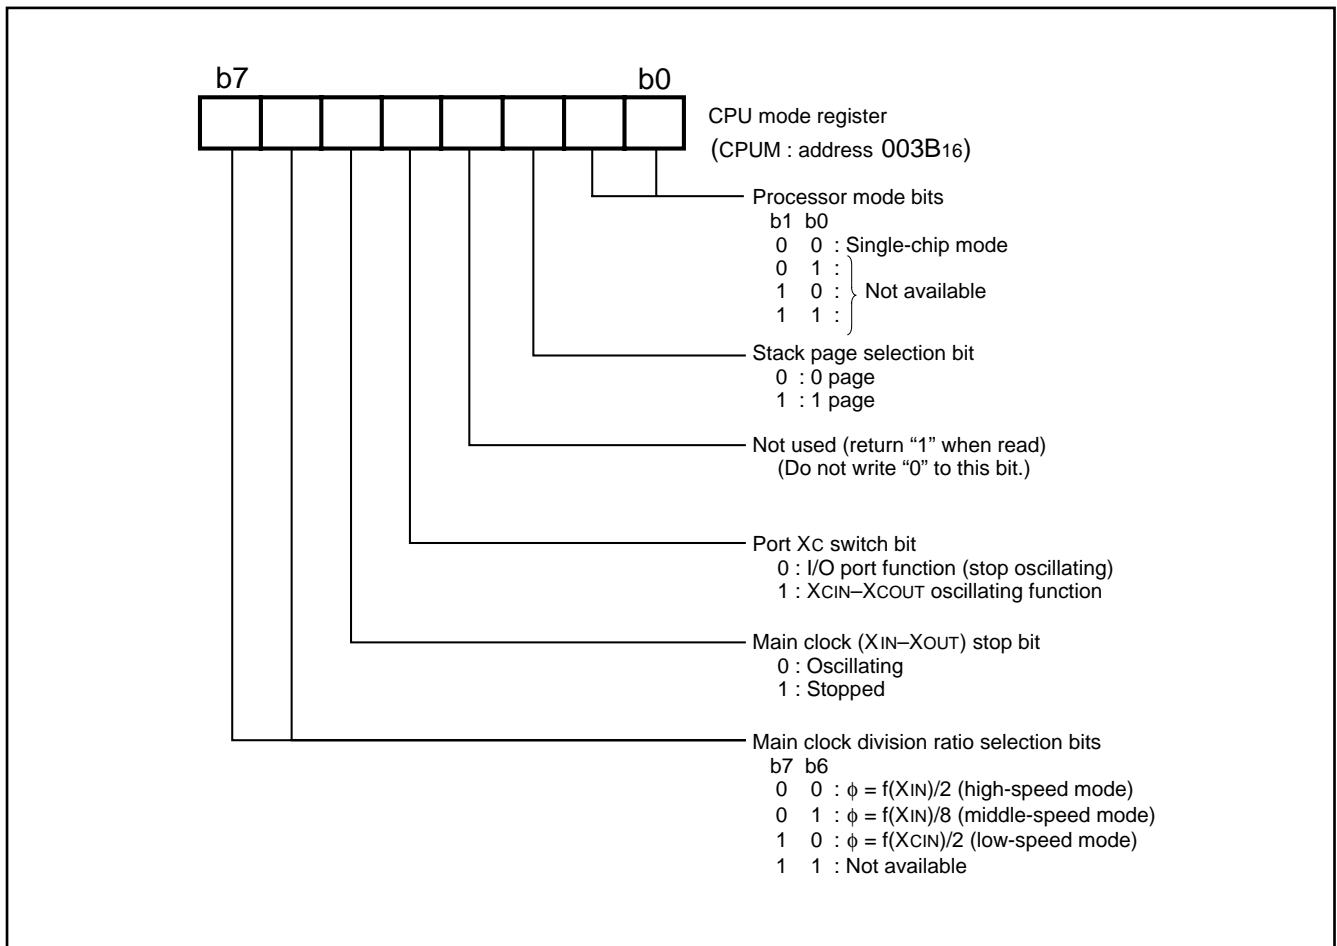 b7 b0
CPU mode register
(CPUM : address 003B16)
Processor mode bits
b1 b0
0 0 : Single-chip mode
0 1 :
1 0 : Not available
1 1 :
Stack page selection bit
0 : 0 page
1 : 1 page
Not used (return “1” when read)
(Do not write “0” to this bit.)
Port XC switch bit
0 : I/O port function (stop oscillating)
1 : XCIN–XCOUT oscillating function
Main clock (XIN–XOUT) stop bit
0 : Oscillating
1 : Stopped
Main clock division ratio selection bits
b7 b6
0 0 : ϕ = f(XIN)/2 (high-speed mode)
0 1 : ϕ = f(XIN)/8 (middle-speed mode)
1 0 : ϕ = f(XCIN)/2 (low-speed mode)
1 1 : Not available